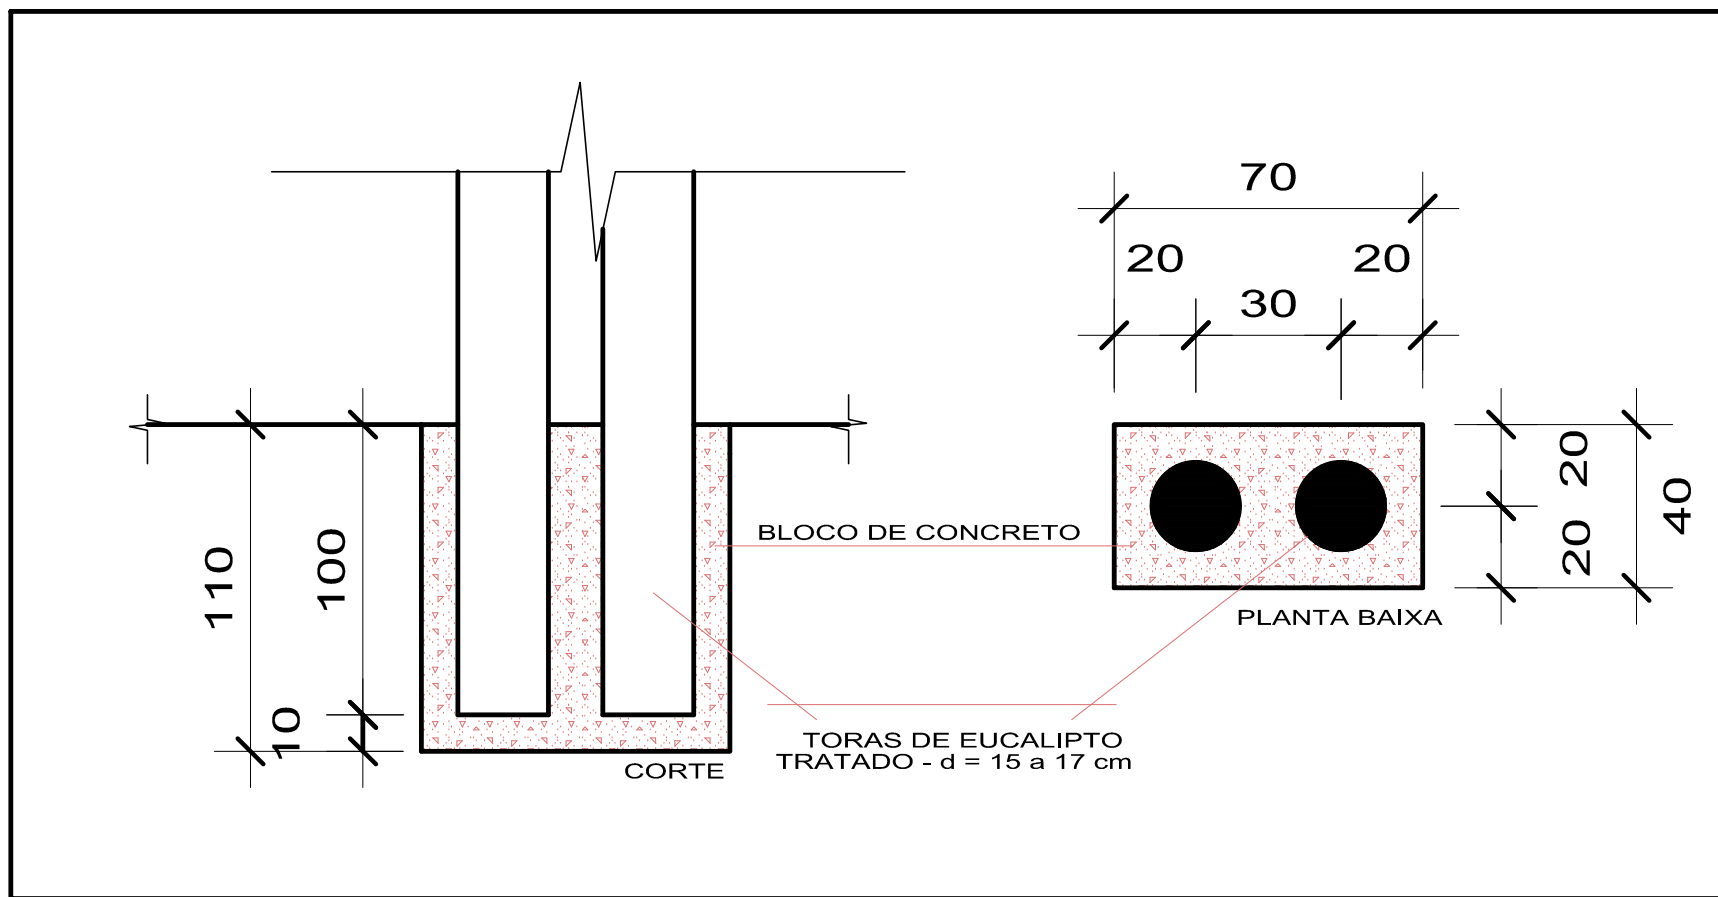 70
20
20
30
BLOCO DE CONCRETO
110
100
10
20
20
40
PLANTA BAIXA
TORAS DE EUCALIPTO
TRATADO - d = 15 a 17 cm
CORTE